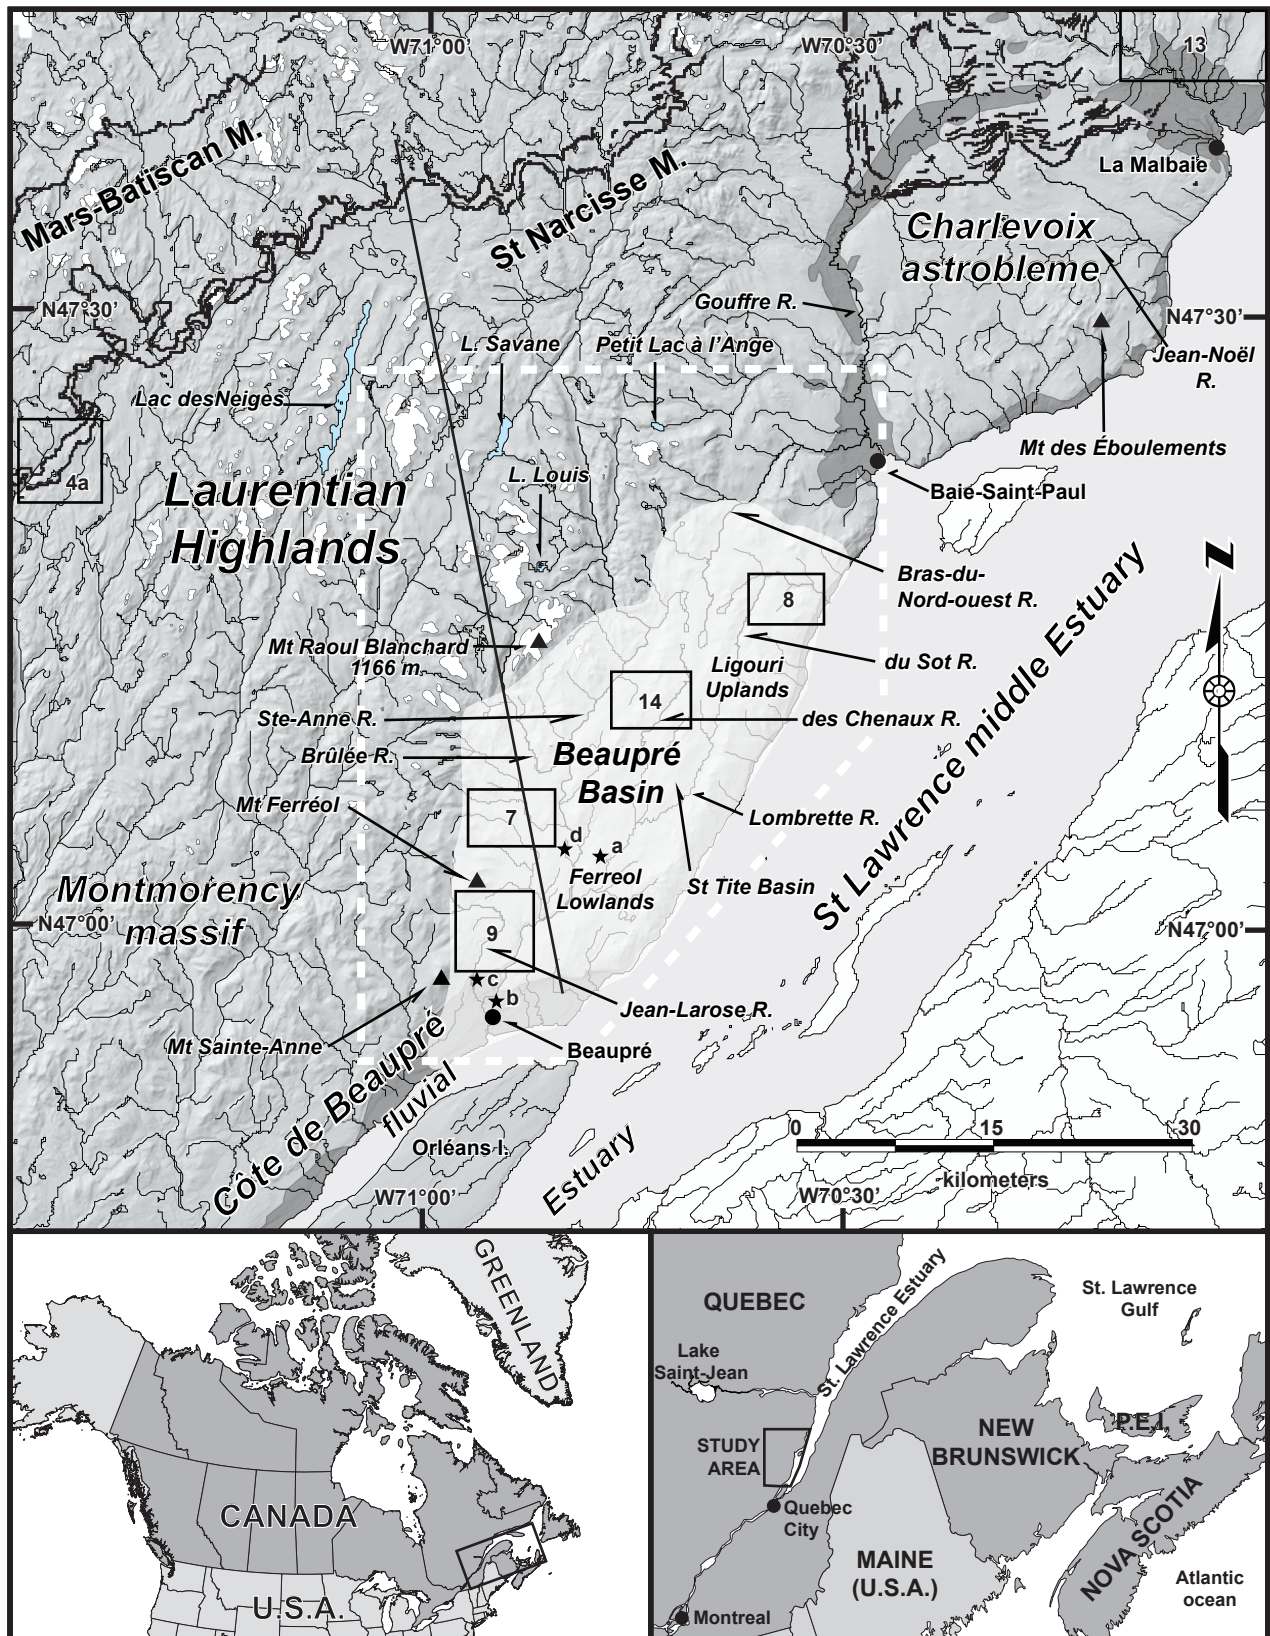 W71°00’
W70°30’
13
Mars-Batiscan M.
St Narcisse M.
La Malbaie
Charlevoix
astrobleme
Gouffre R.
N47°30’
N47°30’
L. Savane
Petit Lac à l’Ange
Jean-Noël
R.
Lac desNeiges
Mt des Éboulements
4a
L. Louis
Baie-Saint-Paul
Laurentian
Highlands
Bras-du-
Nord-ouest R.
8
Mt Raoul Blanchard
1166 m
du Sot R.
Ligouri
Uplands
14
Ste-Anne R.
des Chenaux R.
Brûlée R.
Beaupré
Basin
St Lawrence middle Estuary
Mt Ferréol
7
Lombrette R.
d
a
Ferreol
Lowlands
St Tite Basin
Montmorency
massif
N47°00’
N47°00’
9
c
b
Jean-Larose R.
Mt Sainte-Anne
Beaupré
Côte de Beaupré
fluvial
Estuary
Orléans I.
Z
0
15
30
kilometers
W71°00’
W70°30’
GREENLAND
CANADA
U.S.A.
QUEBEC
St. Lawrence Estuary
St. Lawrence
Gulf
Lake
Saint-Jean
P.E.I.
NEW
BRUNSWICK
STUDY
AREA
Quebec
City
NOVA SCOTIA
MAINE
(U.S.A.)
Atlantic
ocean
Montreal